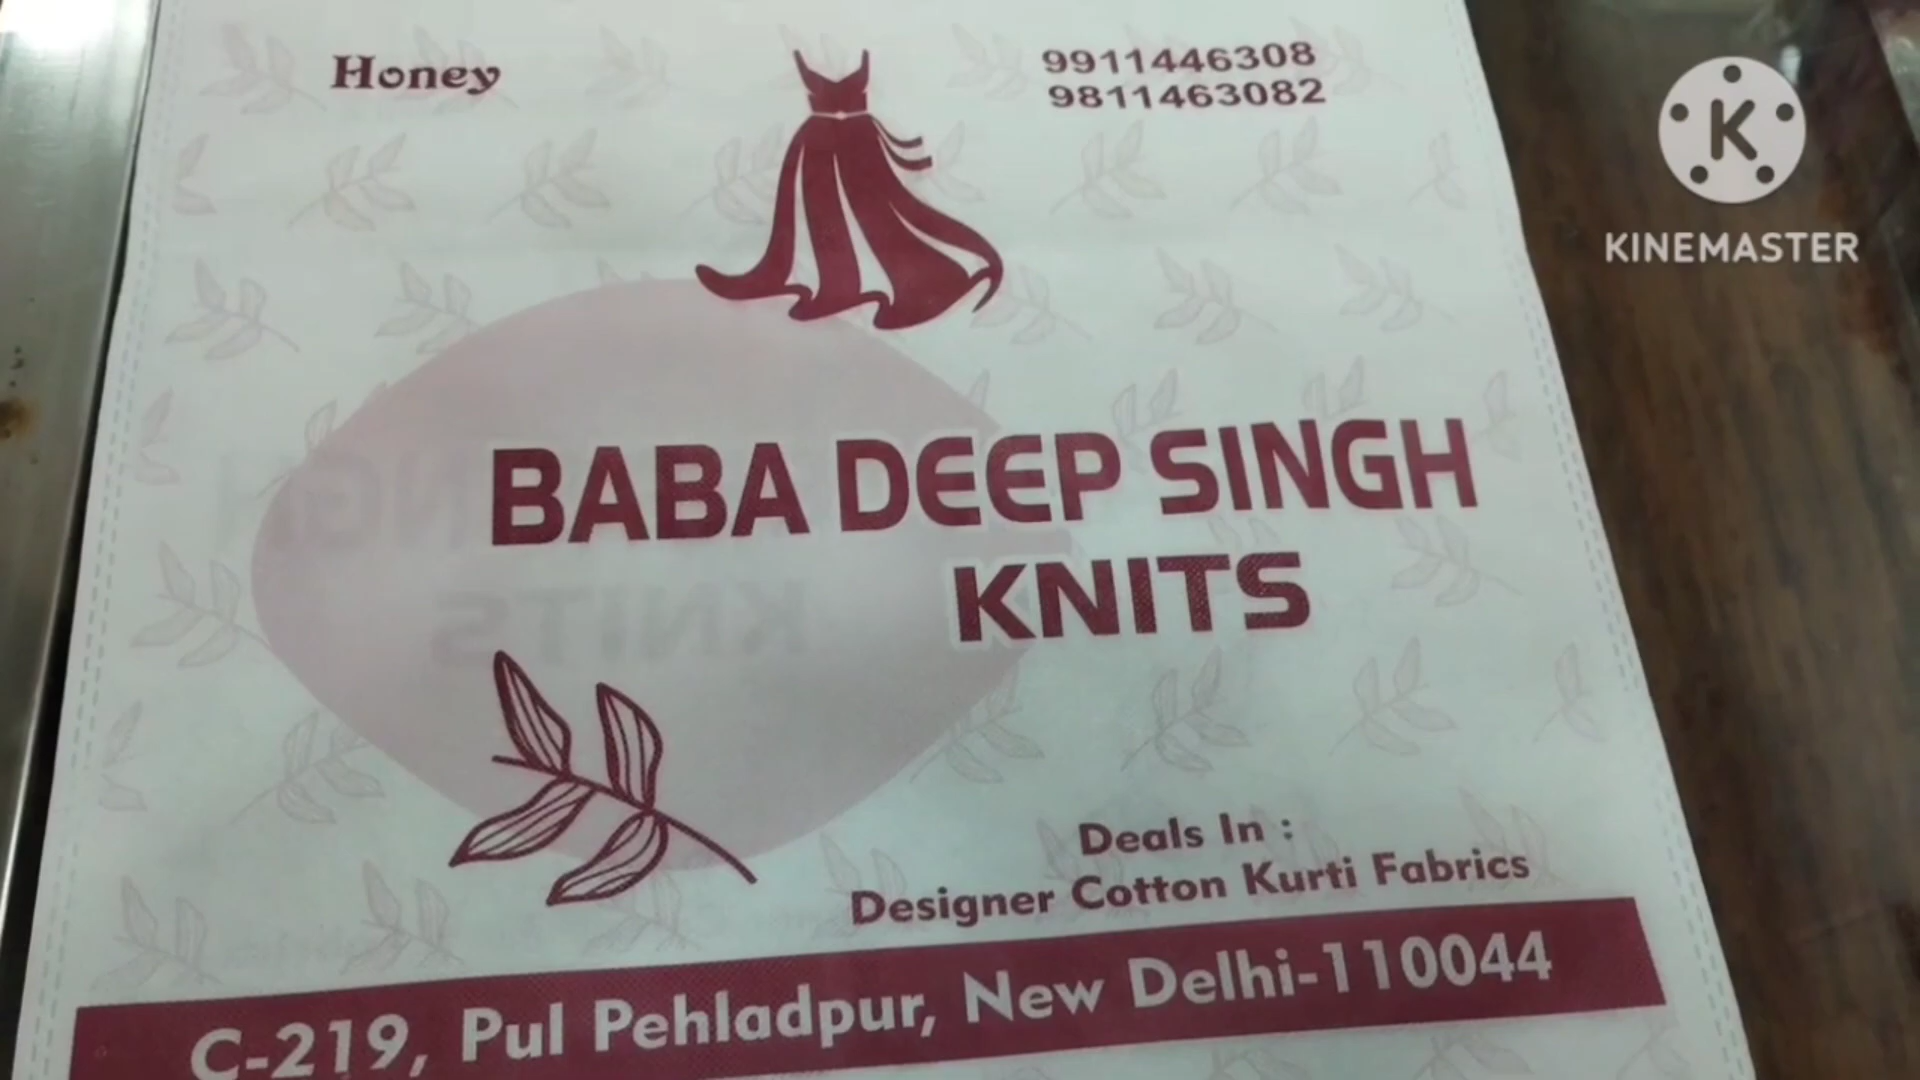 Honey
9911446308
9811463082
K
KINEMASTER
BABA DEEP SINGH
KNITS
Deals In :
Designer Cotton Kurti Fabrics
C-219, Pul Pehladpur, New Delhi-110044